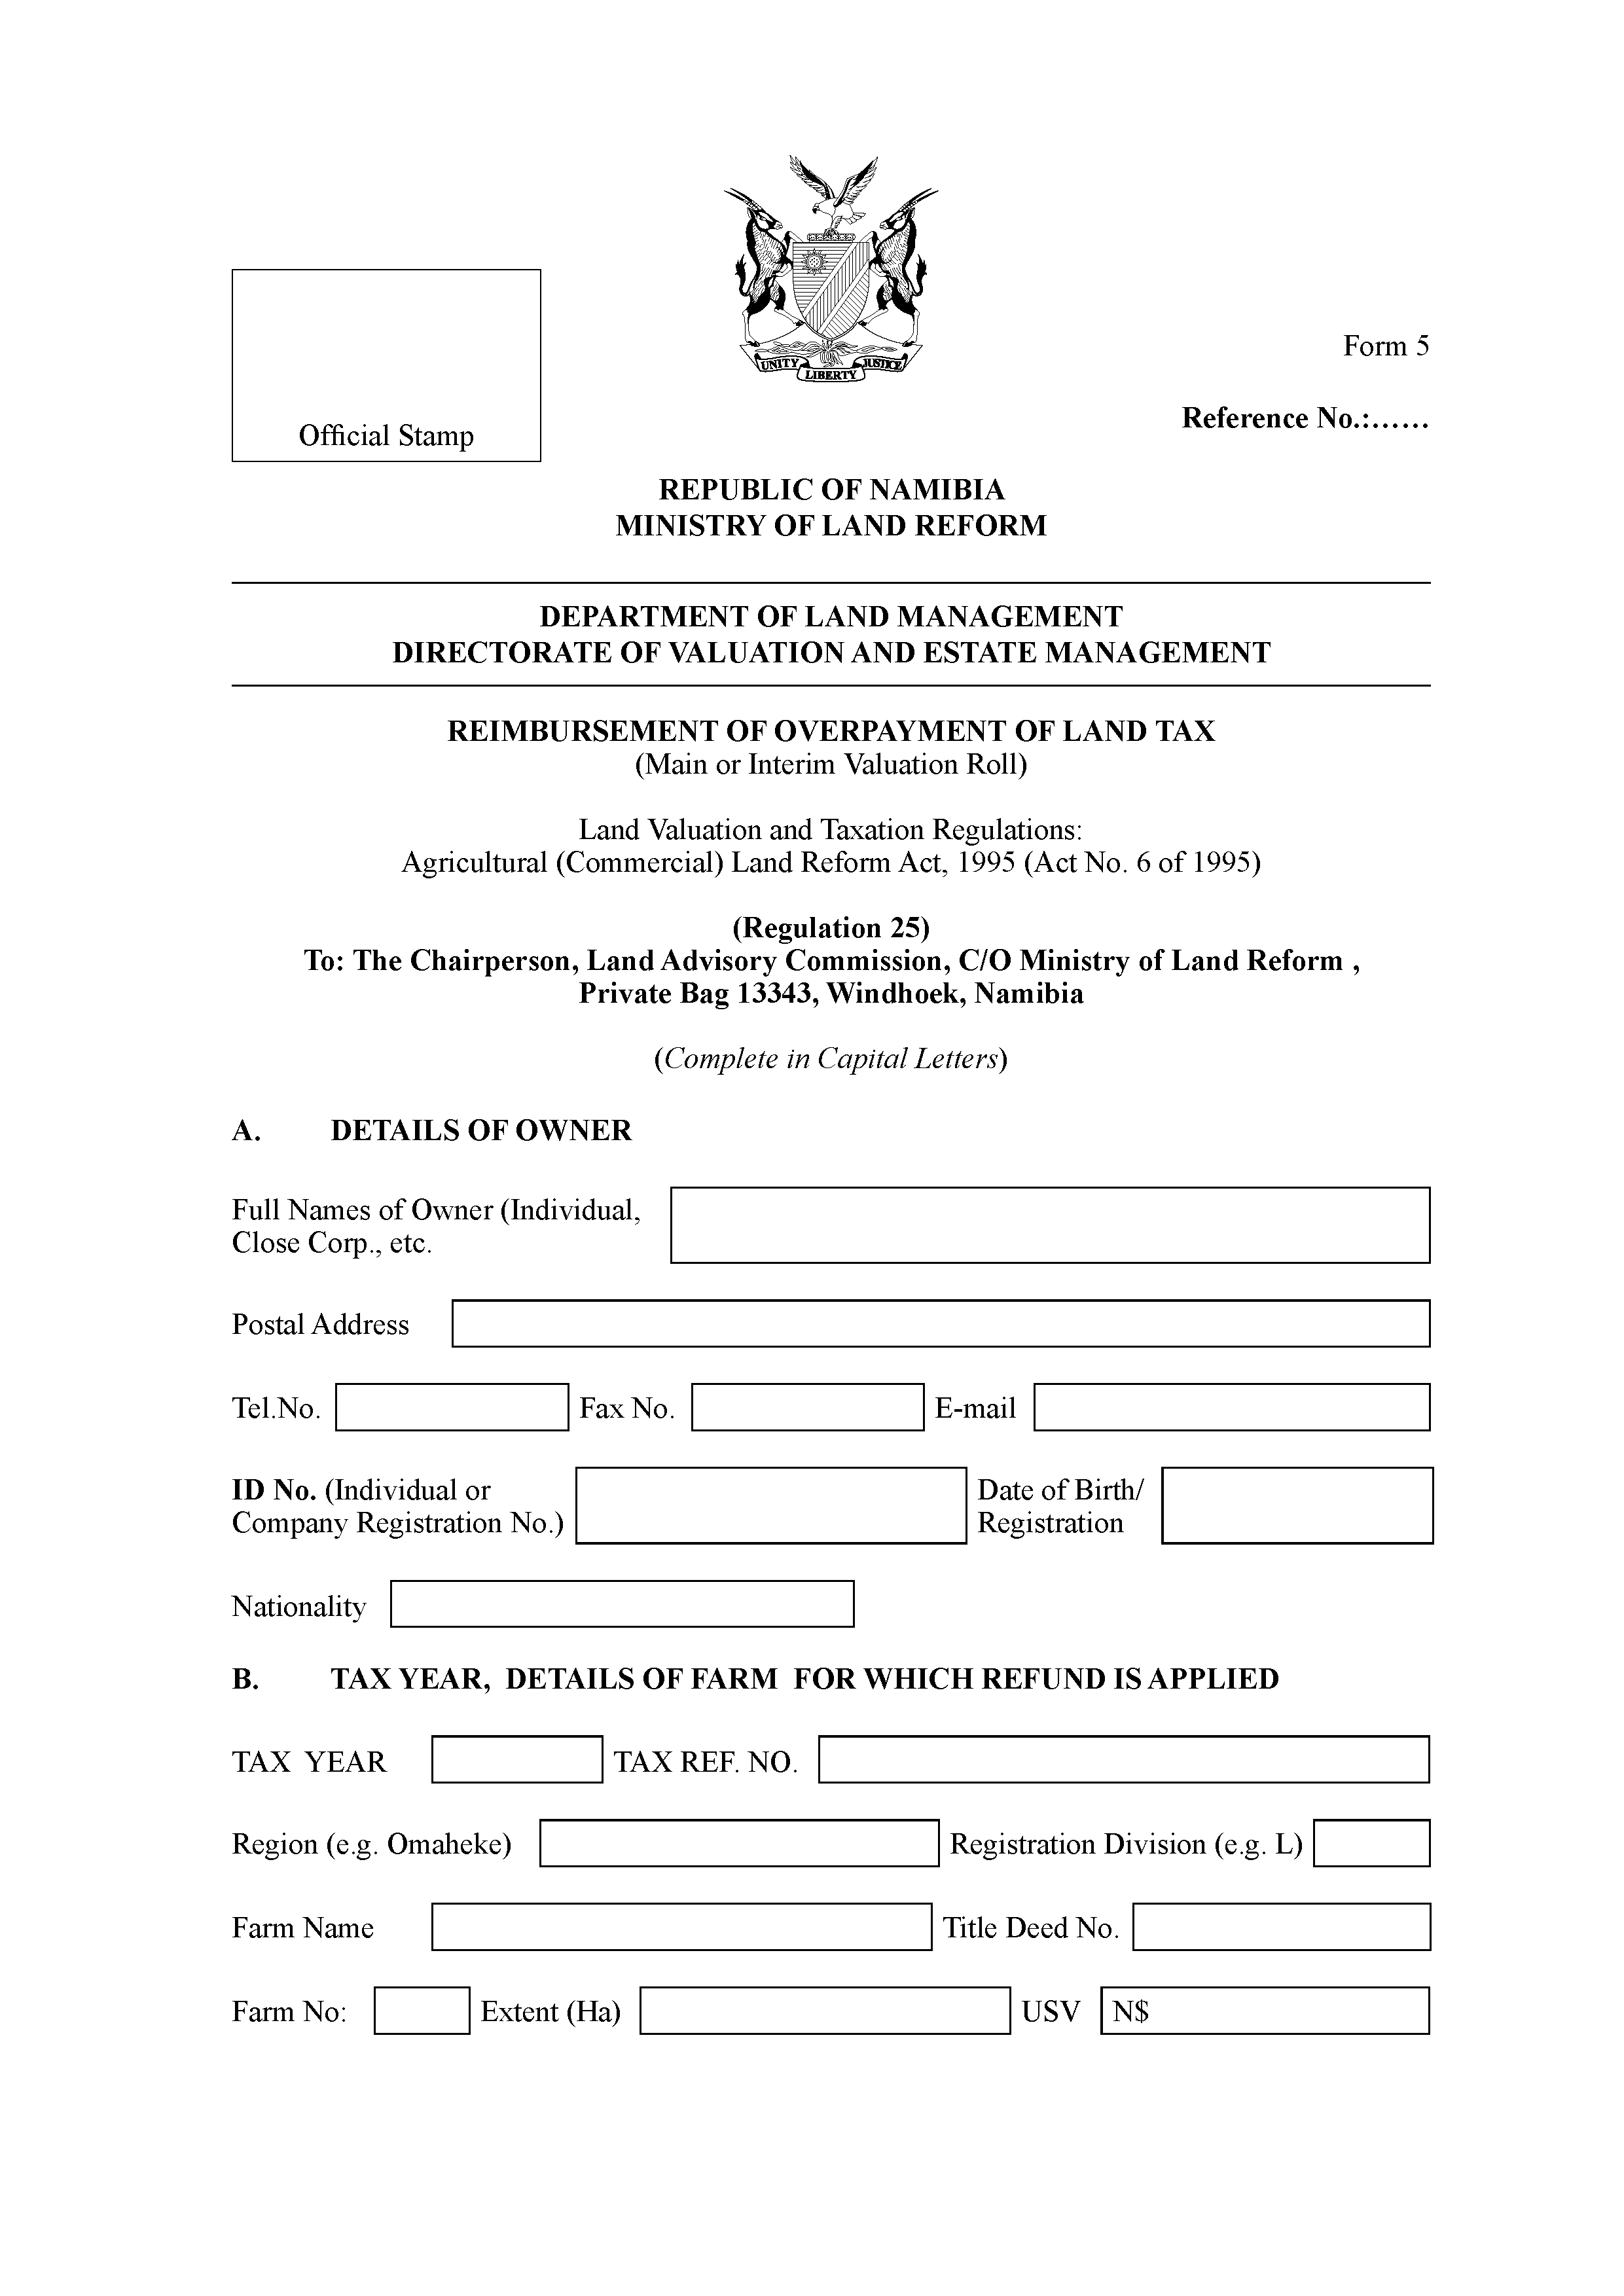 UNITY LIBERTY JUSTICE
Form 5
Reference No.:......
Official Stamp
REPUBLIC OF NAMIBIA
MINISTRY OF LAND REFORM
DEPARTMENT OF LAND MANAGEMENT
DIRECTORATE OF VALUATION AND ESTATE MANAGEMENT
REIMBURSEMENT OF OVERPAYMENT OF LAND TAX
(Main or Interim Valuation Roll)
Land Valuation and Taxation Regulations:
Agricultural (Commercial) Land Reform Act, 1995 (Act No. 6 of 1995)
(Regulation 25)
To: The Chairperson, Land Advisory Commission, C/O Ministry of Land Reform ,
Private Bag 13343, Windhoek, Namibia
(Complete in Capital Letters)
A. DETAILS OF OWNER
Full Names of Owner (Individual,
Close Corp., etc.
Postal Address
Tel.No. Fax No. E-mail
ID No. (Individual or
Company Registration No.)
Date of Birth/
Registration
Nationality
B. TAX YEAR, DETAILS OF FARM FOR WHICH REFUND IS APPLIED
TAX YEAR TAX REF. NO.
Region (e.g. Omaheke) Registration Division (e.g. L)
Farm Name Title Deed No.
Farm No: Extent (Ha) USV N$